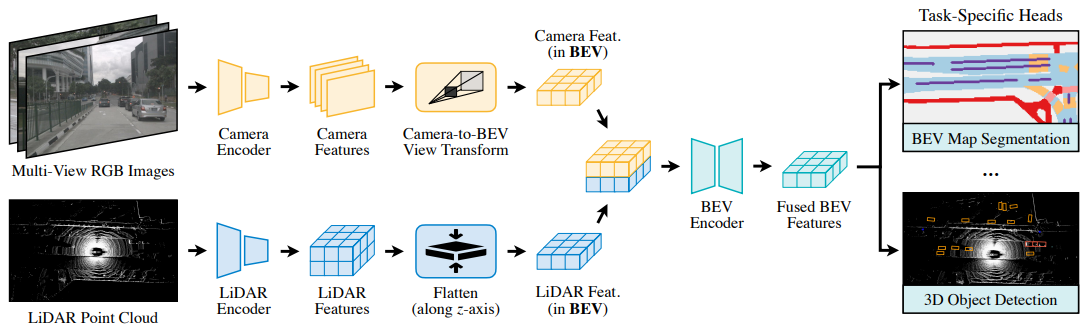 Task-Specific Heads
Camera Feat.
(in BEV)
Multi-View RGB Images
Camera
Encoder
Camera
Features
Camera-to-BEV
View Transform
BEV Map Segmentation
...
BEV
Encoder
Fused BEV
Features
LiDAR Point Cloud
LiDAR
Encoder
LiDAR
Features
Flatten
(along z-axis)
LiDAR Feat.
(in BEV)
3D Object Detection